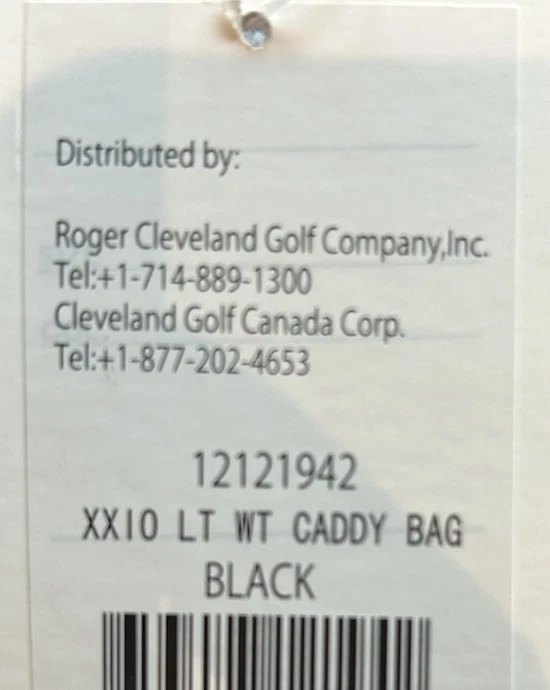 Distributed by:
Roger Cleveland Golf Company,Inc.
Tel:+1-714-889-1300
Cleveland Golf Canada Corp.
Tel:+1-877-202-4653
12121942
XXIO LT WT CADDY BAG
BLACK